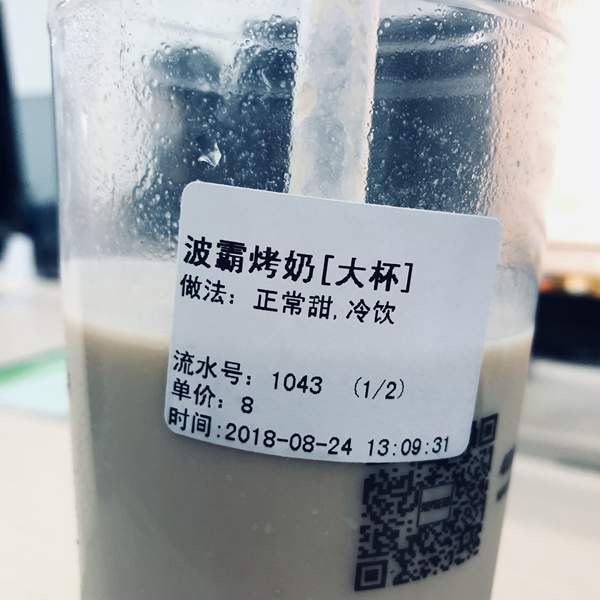 波霸烤奶[大杯]
做法: 正常甜,冷饮
流水号: 1043 (1/2)
单价: 8
时间:2018-08-24 13:09:31